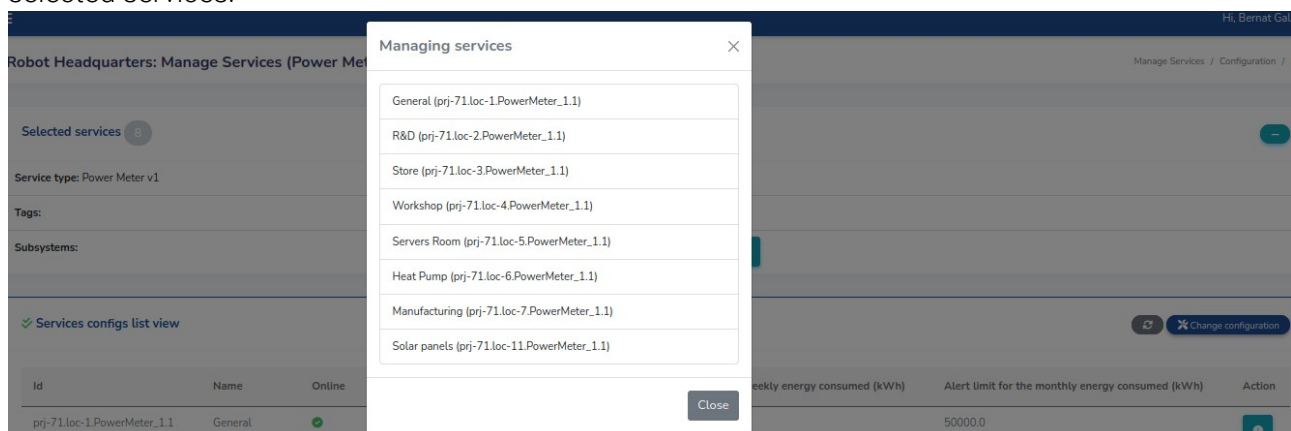 Hi, Bernat Gal
Robot Headquarters: Manage Services (Power Met
Manage Services / Configuration /
Managing services
General (prj-71.loc-1.PowerMeter_1.1)
R&D (prj-71.loc-2.PowerMeter_1.1)
Store (prj-71.loc-3.PowerMeter_1.1)
Workshop (prj-71.loc-4.PowerMeter_1.1)
Servers Room (prj-71.loc-5.PowerMeter_1.1)
Heat Pump (prj-71.loc-6.PowerMeter_1.1)
Manufacturing (prj-71.loc-7.PowerMeter_1.1)
Solar panels (prj-71.loc-11.PowerMeter_1.1)
Close
Selected services 8
Service type: Power Meter v1
Tags:
Subsystems:
Services configs list view
Change configuration
Id Name Online eekly energy consumed (kWh) Alert limit for the monthly energy consumed (kWh) Action
prj-71.loc-1.PowerMeter_1.1 General 50000.0